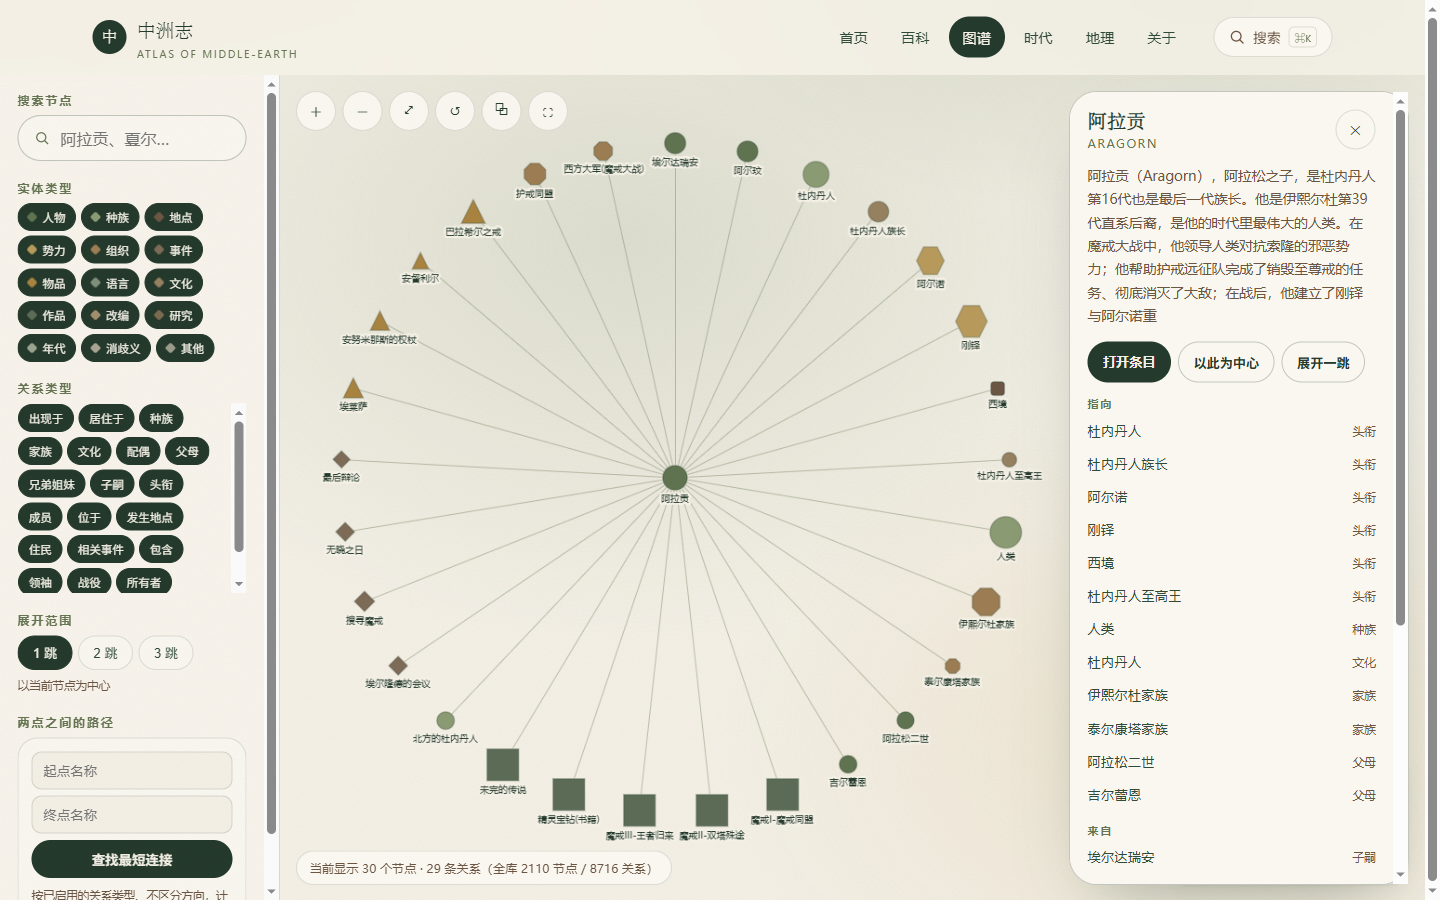 中
中洲志
ATLAS OF MIDDLE-EARTH
首页
百科
图谱
时代
地理
关于
搜索 ⌘K
搜索节点
阿拉贡、夏尔...
实体类型
人物 种族 地点
势力 组织 事件
物品 语言 文化
作品 改编 研究
年代 消歧义 其他
关系类型
出现于 居住于 种族
家族 文化 配偶 父母
兄弟姐妹 子嗣 头衔
成员 位于 发生地点
住民 相关事件 包含
领袖 战役 所有者
展开范围
1 跳 2 跳 3 跳
以当前节点为中心
两点之间的路径
起点名称
终点名称
查找最短连接
按已启用的关系类型、不区分方向，计
西方大军(魔戒大战)
埃尔达瑞安
阿尔玟
护戒同盟
杜内丹人
巴拉希尔之戒
杜内丹人族长
安督利尔
阿尔诺
安努米那斯的权杖
刚铎
埃莱萨
西境
最后辩论
杜内丹人至高王
阿拉贡
无晓之日
人类
搜寻魔戒
伊熙尔杜家族
埃尔隆德的会议
泰尔康塔家族
北方的杜内丹人
阿拉松二世
未完的传说
吉尔蕾恩
精灵宝钻(书籍)
魔戒I-魔戒同盟
魔戒III-王者归来
魔戒II-双塔殊途
当前显示 30 个节点 · 29 条关系（全库 2110 节点 / 8716 关系）
阿拉贡
ARAGORN
阿拉贡（Aragorn），阿拉松之子，是杜内丹人
第16代也是最后一代族长。他是伊熙尔杜第39
代直系后裔，是他的时代里最伟大的人类。在
魔戒大战中，他领导人类对抗索隆的邪恶势
力；他帮助护戒远征队完成了销毁至尊戒的任
务、彻底消灭了大敌；在战后，他建立了刚铎
与阿尔诺重
打开条目 以此为中心 展开一跳
指向
杜内丹人 头衔
杜内丹人族长 头衔
阿尔诺 头衔
刚铎 头衔
西境 头衔
杜内丹人至高王 头衔
人类 种族
杜内丹人 文化
伊熙尔杜家族 家族
泰尔康塔家族 家族
阿拉松二世 父母
吉尔蕾恩 父母
来自
埃尔达瑞安 子嗣